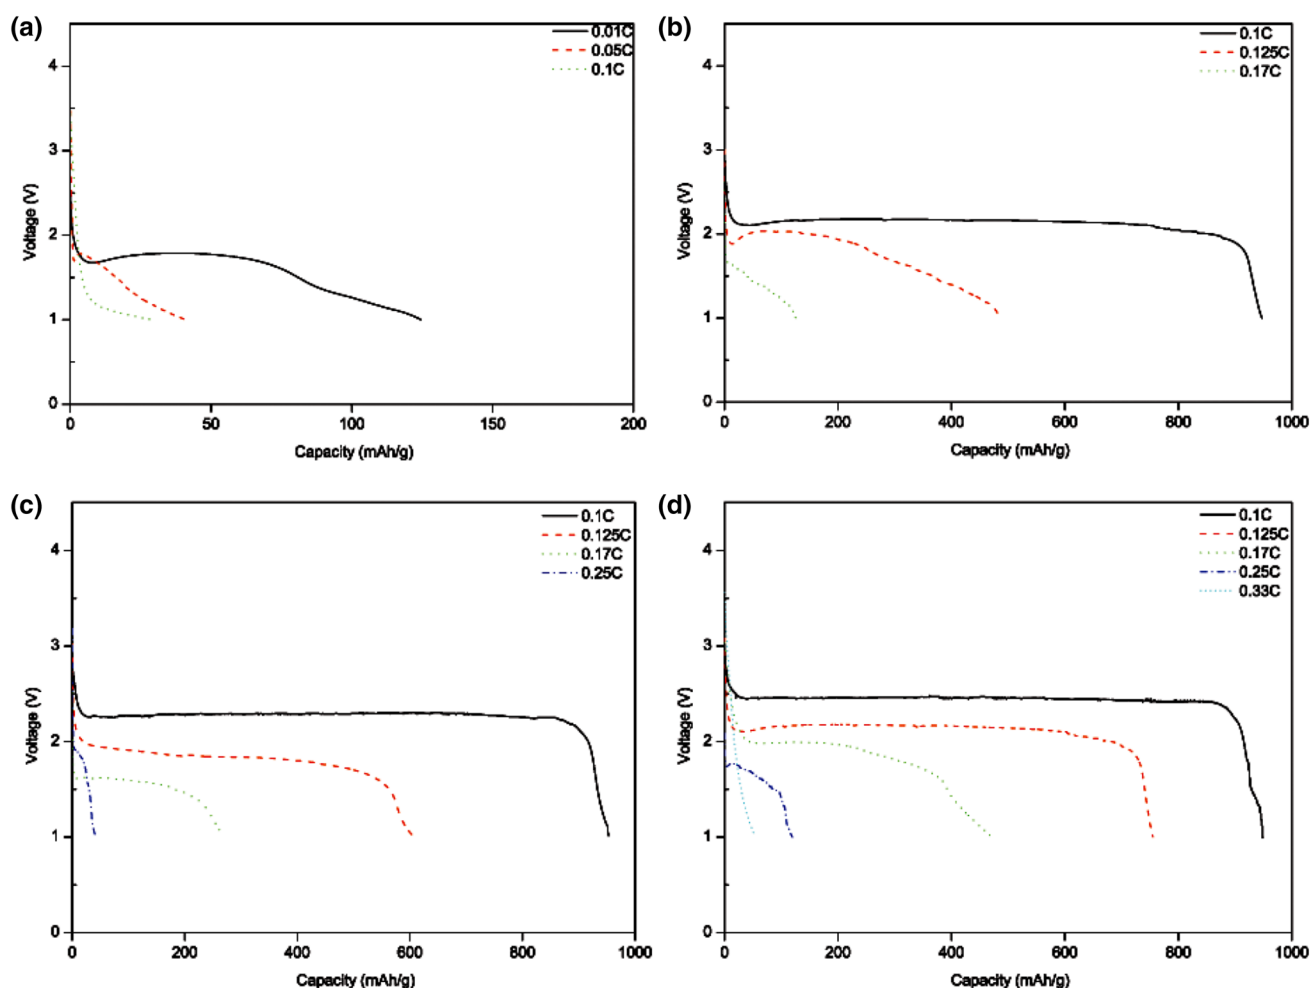 (a)
0.01C
0.05C
0.1C
4
3
2
1
0
Voltage (V)
0 50 100 150 200
Capacity (mAh/g)
(b)
0.1C
0.125C
0.17C
4
3
2
1
0
Voltage (V)
0 200 400 600 800 1000
Capacity (mAh/g)
(c)
0.1C
0.125C
0.17C
0.25C
4
3
2
1
0
Voltage (V)
0 200 400 600 800 1000
Capacity (mAh/g)
(d)
0.1C
0.125C
0.17C
0.25C
0.33C
4
3
2
1
0
Voltage (V)
0 200 400 600 800 1000
Capacity (mAh/g)